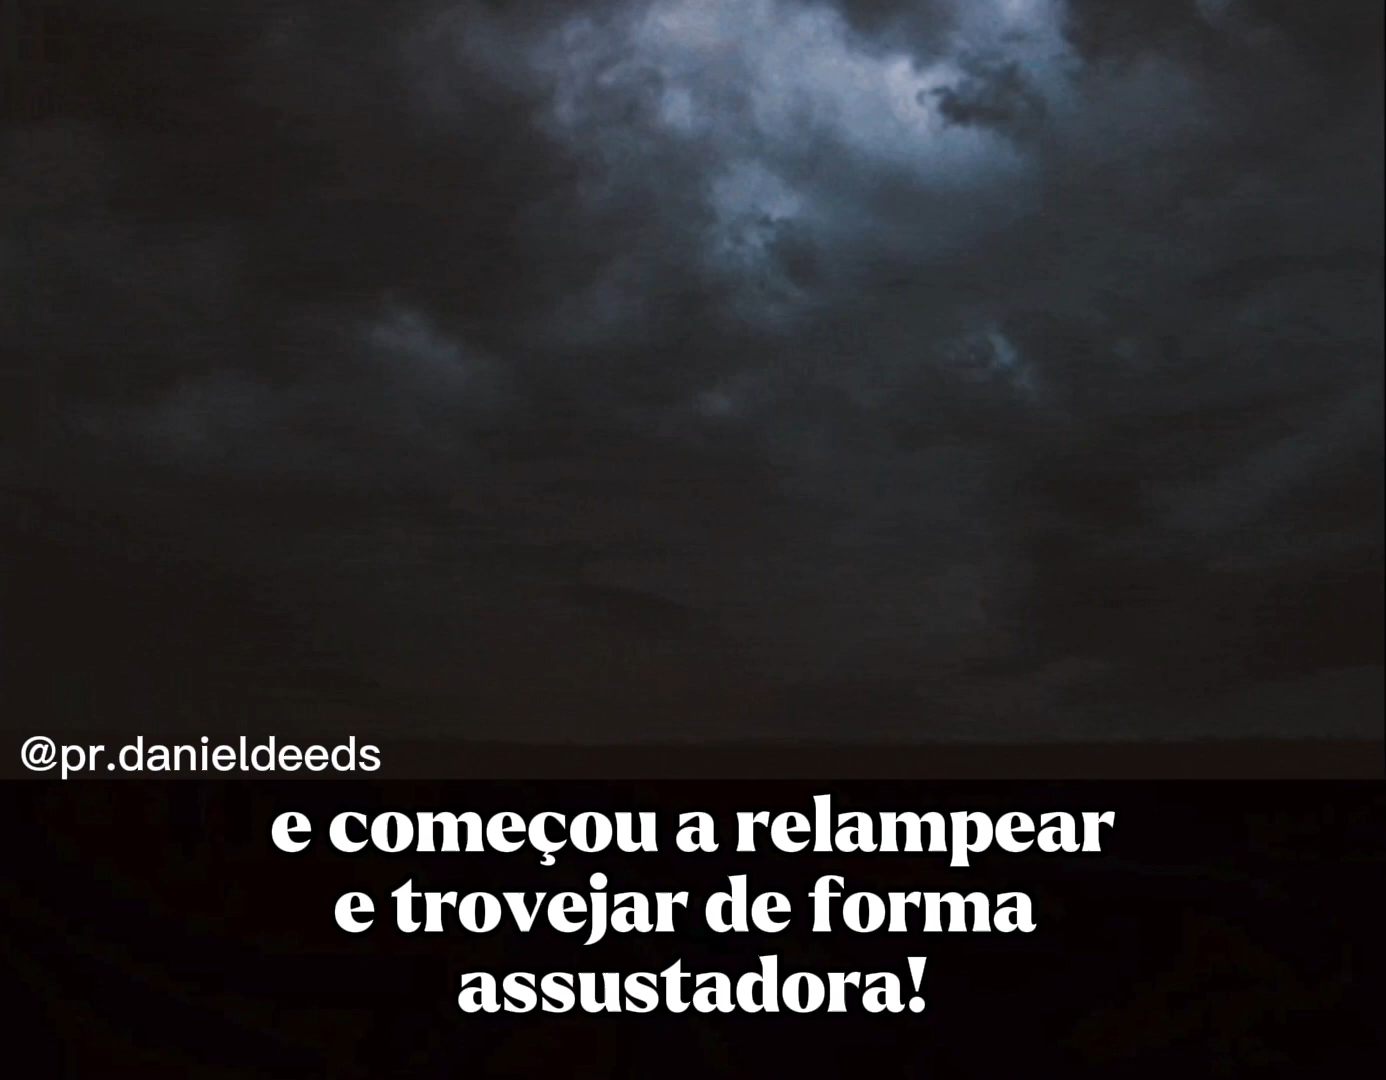 @pr.danieldeeds
e começou a relampear
e trovejar de forma
assustadora!